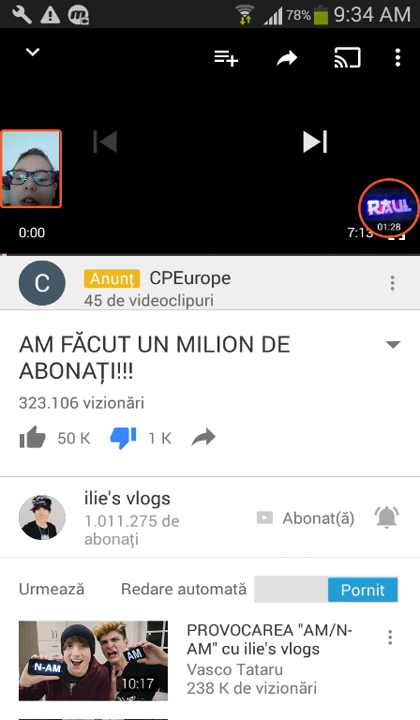 78% 9:34 AM
RAUL
01:28
0:00 7:13
C
Anunț CPEurope
45 de videoclipuri
AM FĂCUT UN MILION DE
ABONAȚI!!!
323.106 vizionări
50 K 1 K
ilie's vlogs
1.011.275 de
abonați
Abonat(ă)
Urmează Redare automată Pornit
PROVOCAREA "AM/N-
AM" cu ilie's vlogs
Vasco Tataru
238 K de vizionări
N-AM
AM
10:17